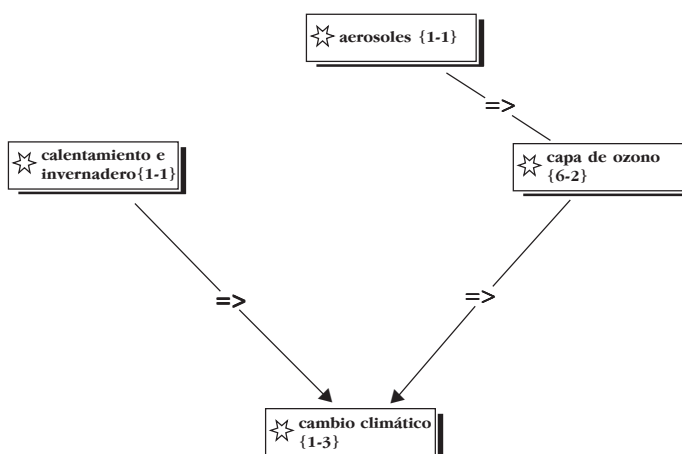 aerosoles {1-1}
=>
calentamiento e
invernadero{1-1}
capa de ozono
{6-2}
=>
=>
cambio climático
{1-3}